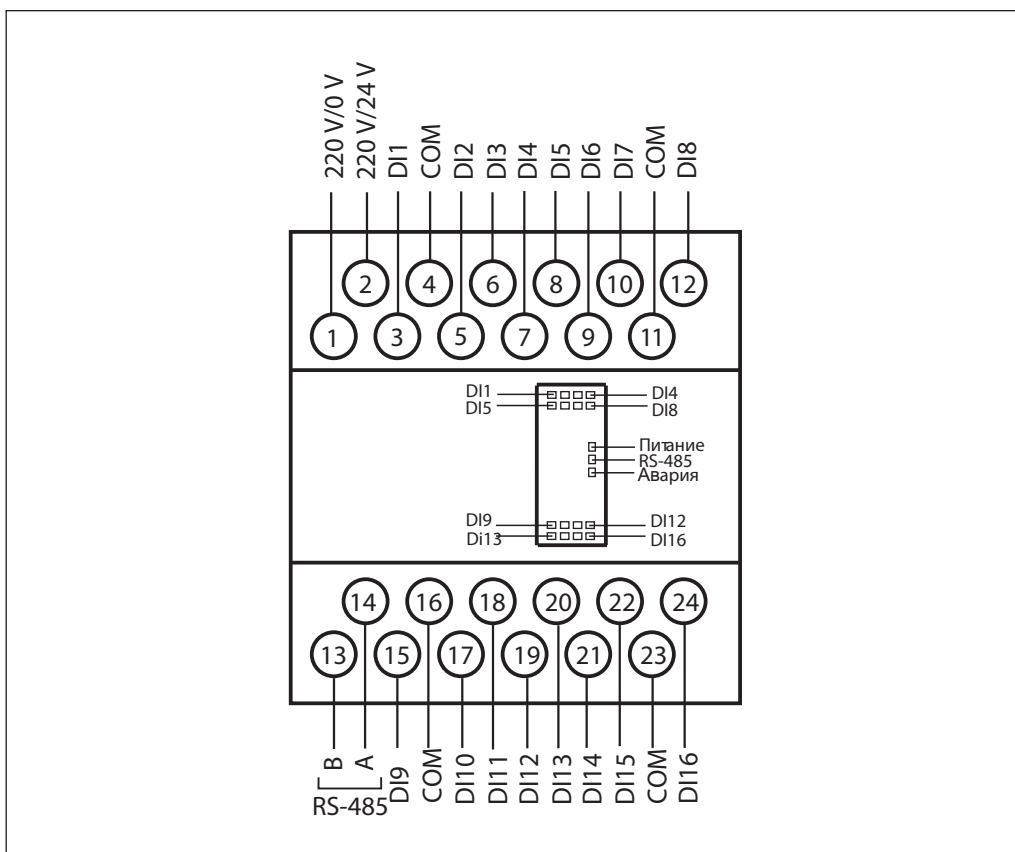 220 V/0 V
220 V/24 V
DI1
COM
DI2
DI3
DI4
DI5
DI6
DI7
COM
DI8
2 4 6 8 10 12
1 3 5 7 9 11
DI1 DI4
DI5 DI8
Питание
RS-485
Авария
DI9 DI12
Di13 DI16
14 16 18 20 22 24
13 15 17 19 21 23
B
A
RS-485
DI9
COM
DI10
DI11
DI12
DI13
DI14
DI15
COM
DI16